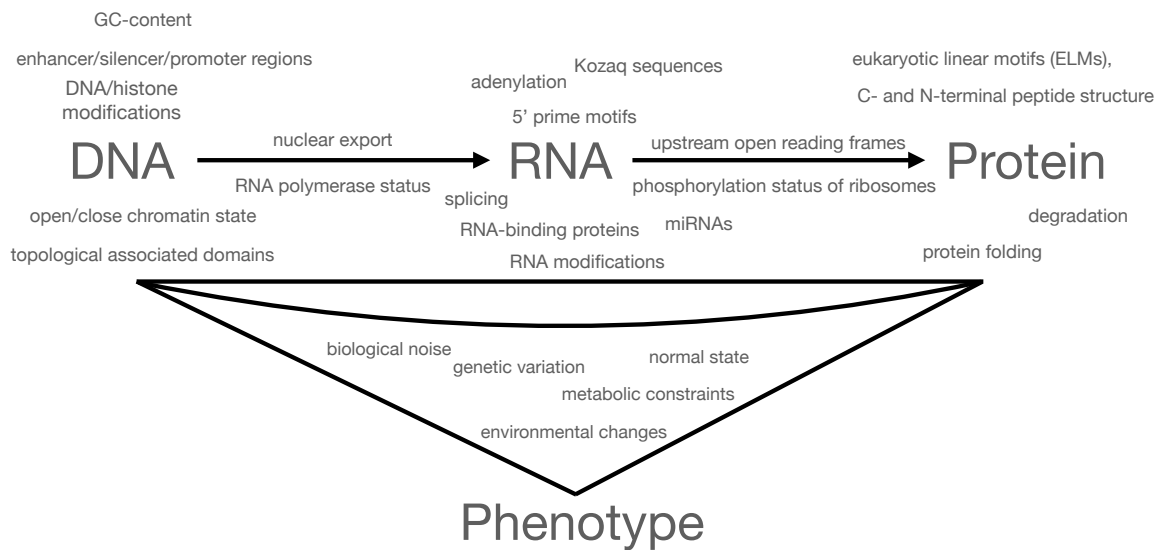 GC-content
enhancer/silencer/promoter regions
DNA/histone
modifications
DNA
open/close chromatin state
topological associated domains
nuclear export
RNA polymerase status
adenylation
Kozaq sequences
5’ prime motifs
RNA
splicing
RNA-binding proteins
miRNAs
RNA modifications
upstream open reading frames
phosphorylation status of ribosomes
eukaryotic linear motifs (ELMs),
C- and N-terminal peptide structure
Protein
degradation
protein folding
biological noise
genetic variation
normal state
metabolic constraints
environmental changes
Phenotype